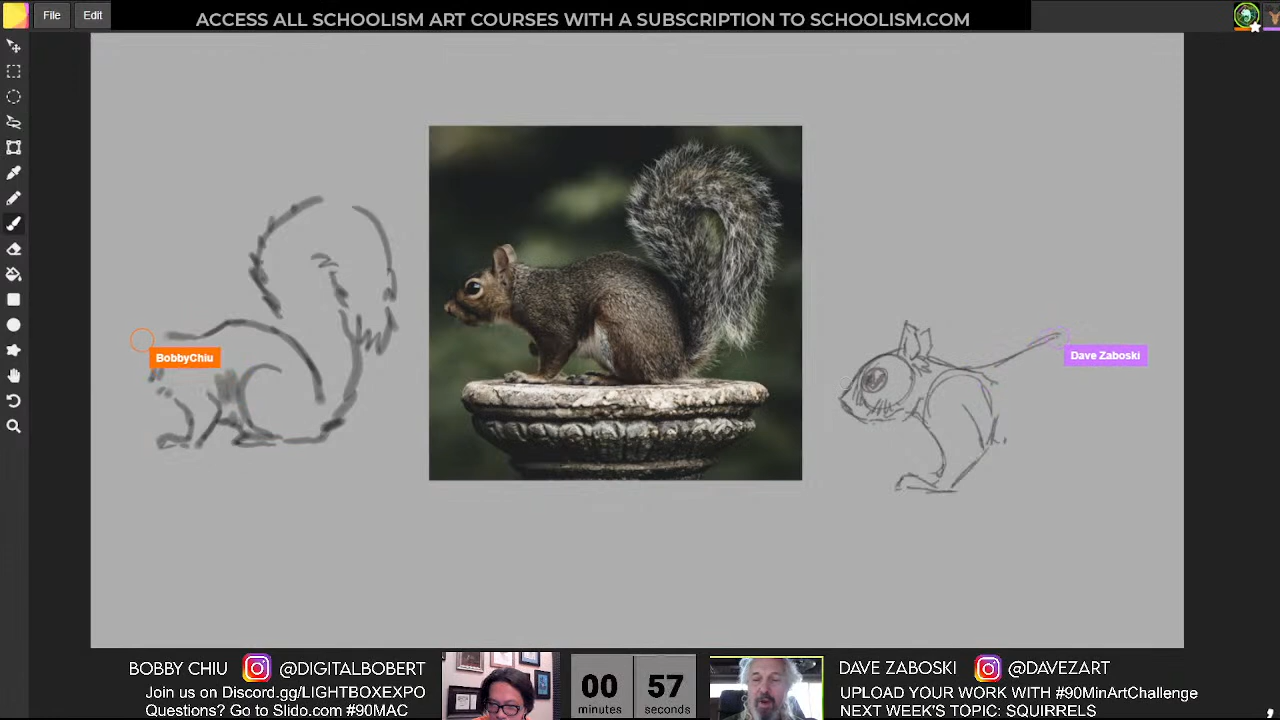 File Edit
ACCESS ALL SCHOOLISM ART COURSES WITH A SUBSCRIPTION TO SCHOOLISM.COM
BobbyChiu
Dave Zaboski
BOBBY CHIU @DIGITALBOBERT
Join us on Discord.gg/LIGHTBOXEXPO
Questions? Go to Slido.com #90MAC
00 57
minutes seconds
DAVE ZABOSKI @DAVEZART
UPLOAD YOUR WORK WITH #90MinArtChallenge
NEXT WEEK'S TOPIC: SQUIRRELS